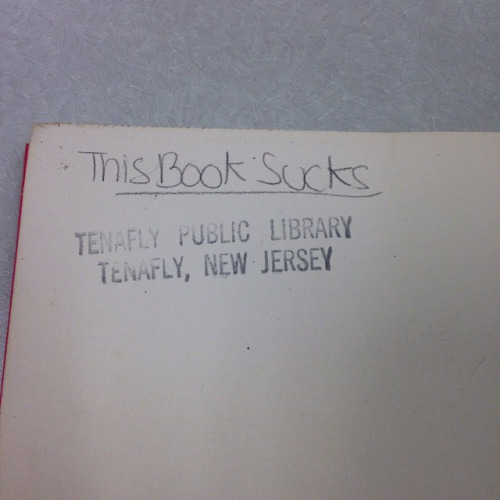 This Book Sucks
TENAFLY PUBLIC LIBRARY
TENAFLY, NEW JERSEY